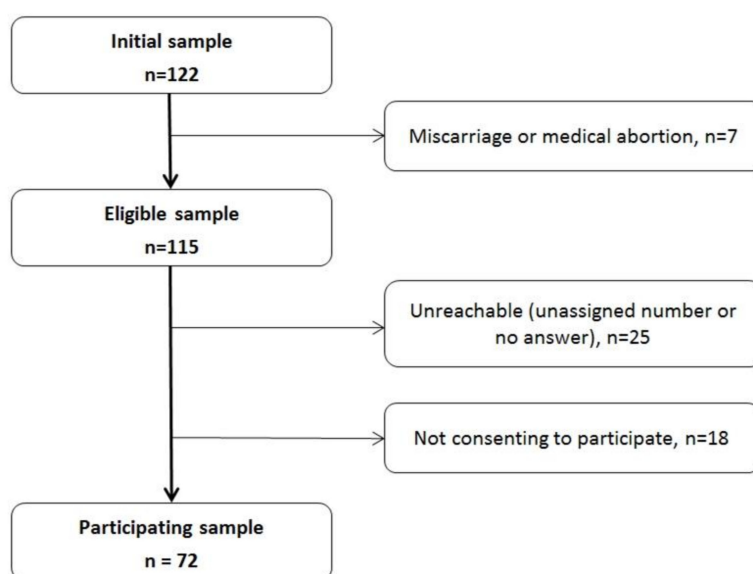 Initial sample
n=122
Miscarriage or medical abortion, n=7
Eligible sample
n=115
Unreachable (unassigned number or
no answer), n=25
Not consenting to participate, n=18
Participating sample
n = 72